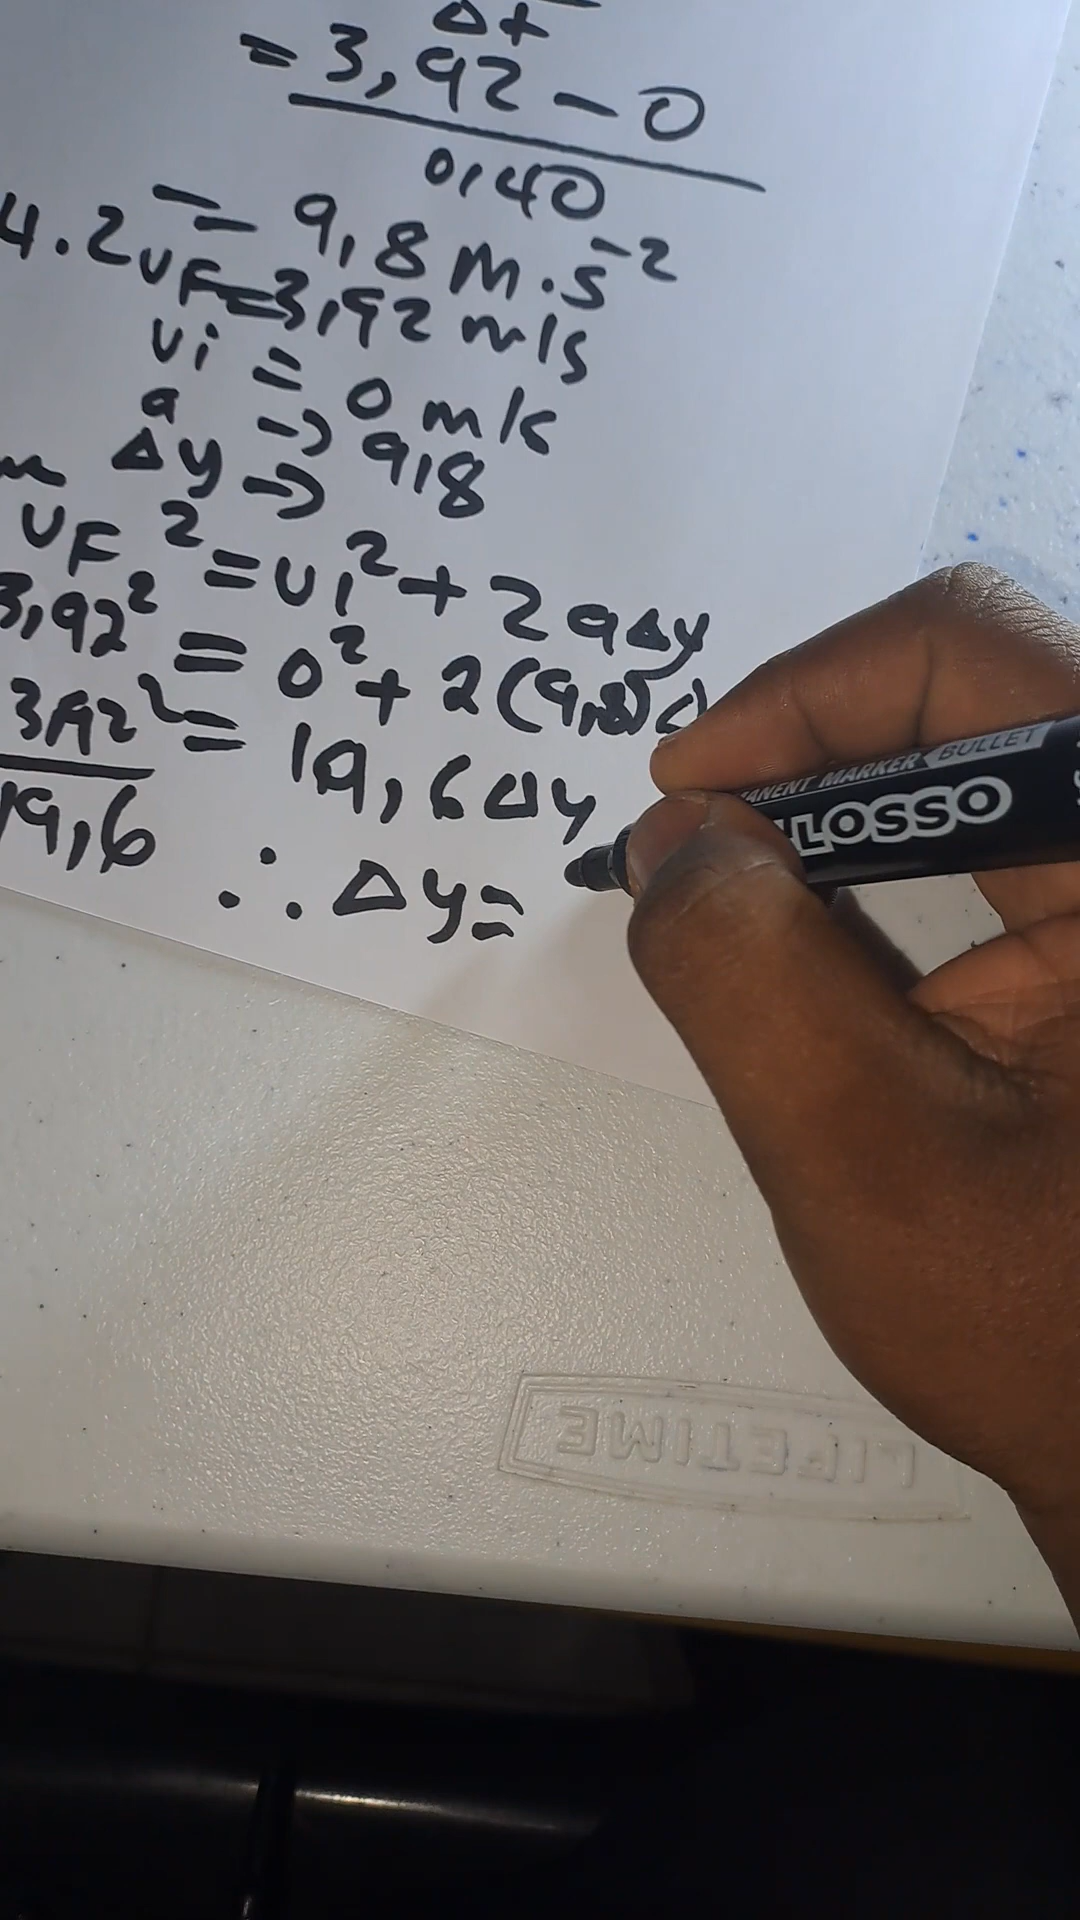 Δt
= 3,92 - 0
0,40
= 9,8 m.s-2
4.2 vF=3,92 m/s
vi = 0 m/s
a → 9,8
Δy →
vF2 = vi2 + 2aΔy
3,922 = 02 + 2(9,8)Δ
3,922 = 19,6Δy
19,6
∴ Δy=
PERMANENT MARKER BULLET
LOSSO
LIFETIME